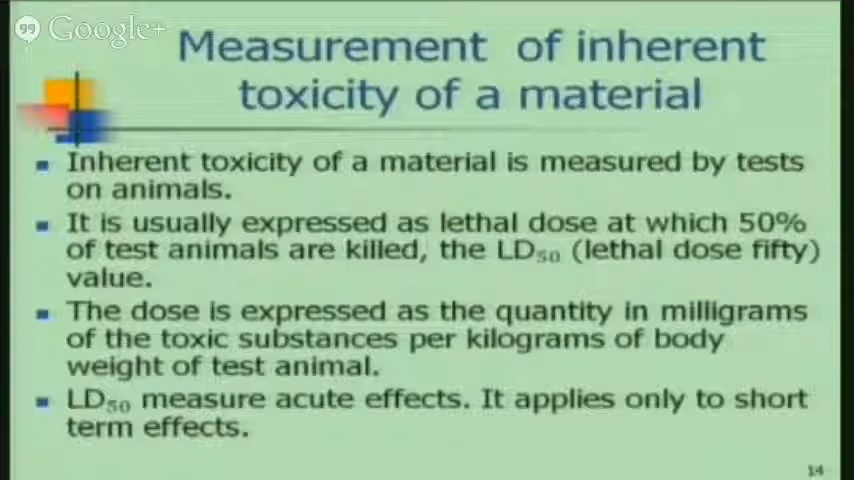 Google+
Measurement of inherent
toxicity of a material
Inherent toxicity of a material is measured by tests
on animals.
It is usually expressed as lethal dose at which 50%
of test animals are killed, the LD₅₀ (lethal dose fifty)
value.
The dose is expressed as the quantity in milligrams
of the toxic substances per kilograms of body
weight of test animal.
LD₅₀ measure acute effects. It applies only to short
term effects.
14